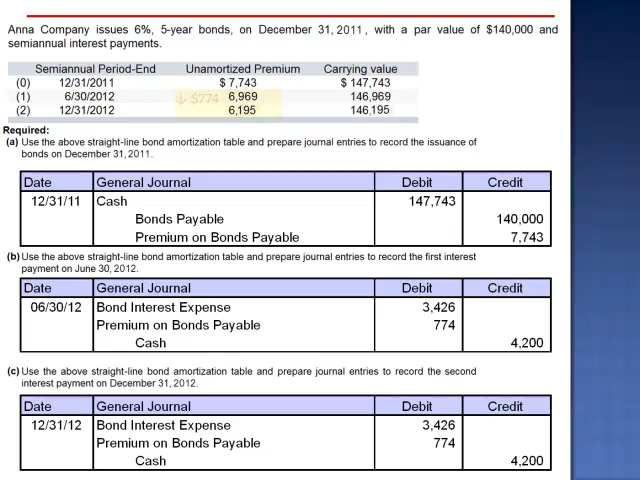 Anna Company issues 6%, 5-year bonds, on December 31, 2011, with a par value of $140,000 and
semiannual interest payments.
Semiannual Period-End Unamortized Premium Carrying value
(0) 12/31/2011 $ 7,743 $ 147,743
(1) 6/30/2012 ↓ $774 6,969 146,969
(2) 12/31/2012 6,195 146,195
Required:
(a) Use the above straight-line bond amortization table and prepare journal entries to record the issuance of
bonds on December 31, 2011.
Date General Journal Debit Credit
12/31/11 Cash 147,743
Bonds Payable 140,000
Premium on Bonds Payable 7,743
(b) Use the above straight-line bond amortization table and prepare journal entries to record the first interest
payment on June 30, 2012.
Date General Journal Debit Credit
06/30/12 Bond Interest Expense 3,426
Premium on Bonds Payable 774
Cash 4,200
(c) Use the above straight-line bond amortization table and prepare journal entries to record the second
interest payment on December 31, 2012.
Date General Journal Debit Credit
12/31/12 Bond Interest Expense 3,426
Premium on Bonds Payable 774
Cash 4,200